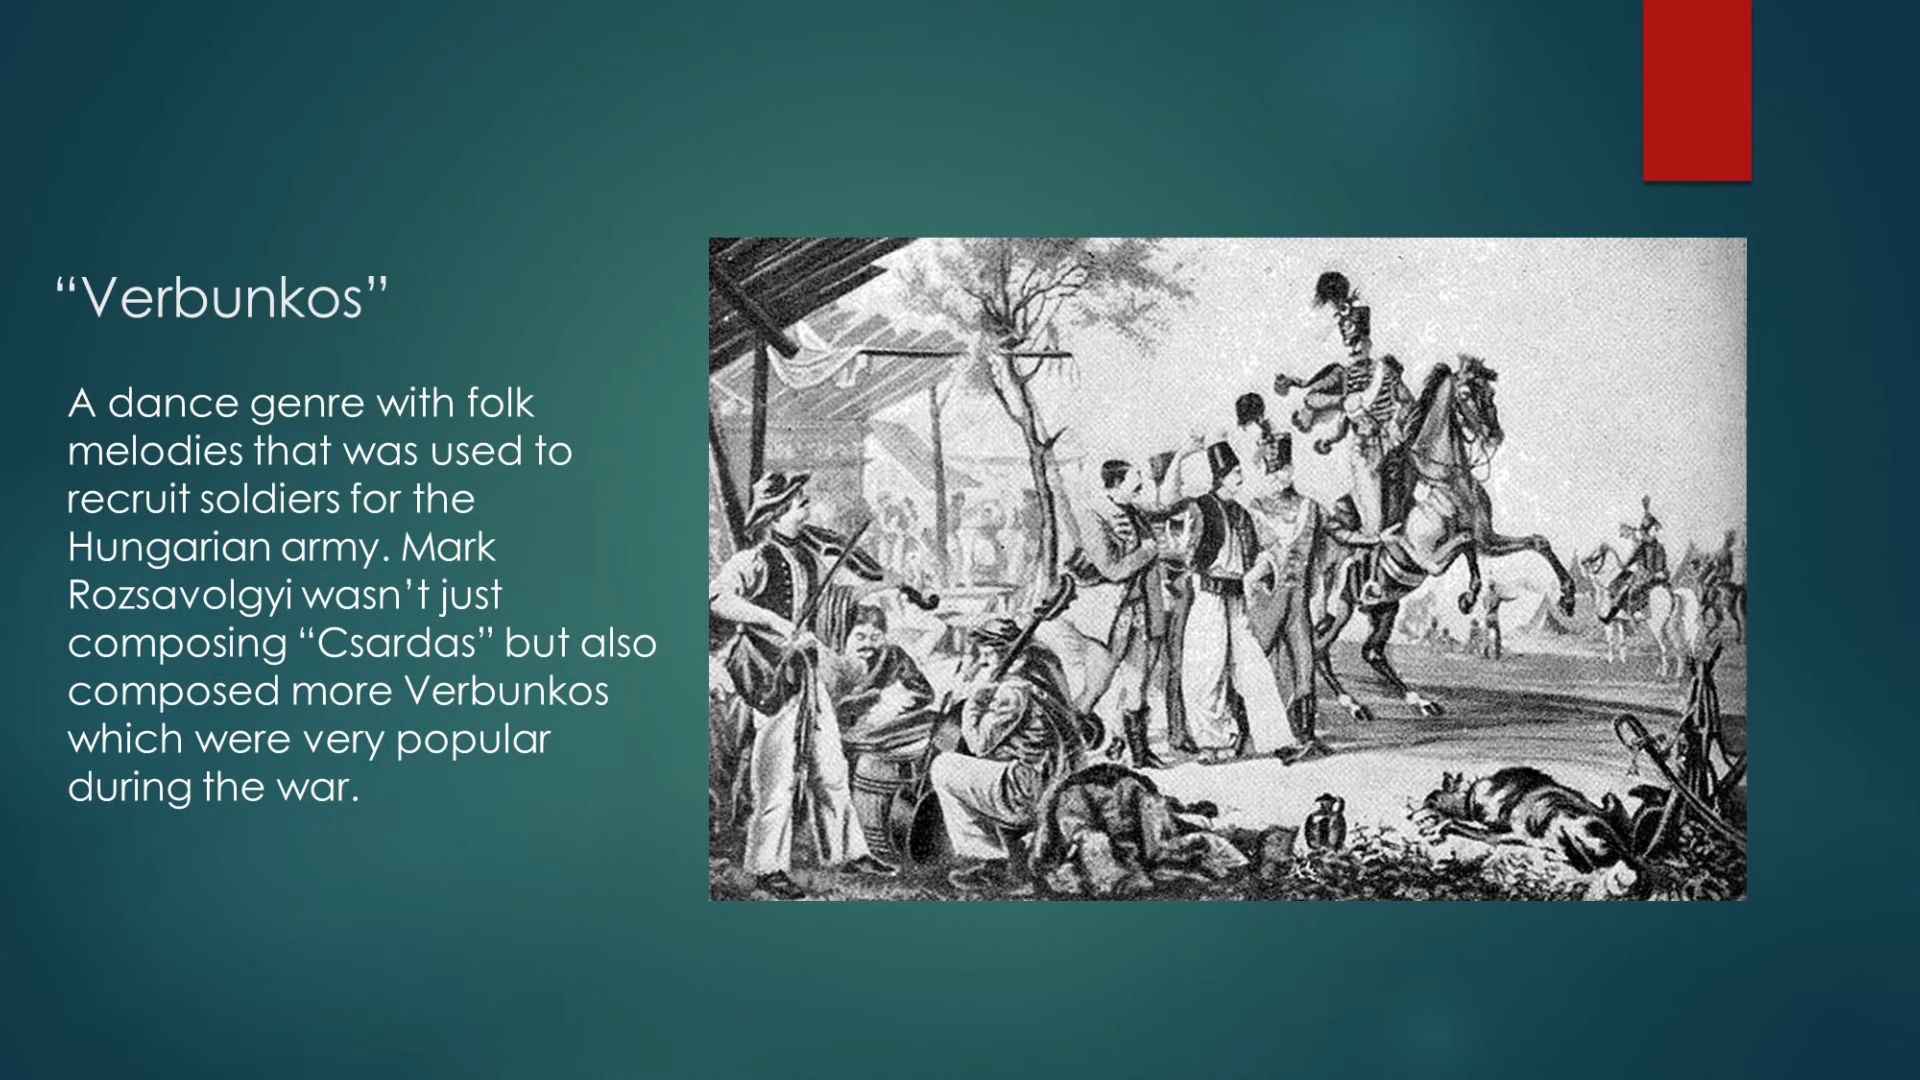 “Verbunkos”
A dance genre with folk
melodies that was used to
recruit soldiers for the
Hungarian army. Mark
Rozsavolgyi wasn’t just
composing “Csardas” but also
composed more Verbunkos
which were very popular
during the war.